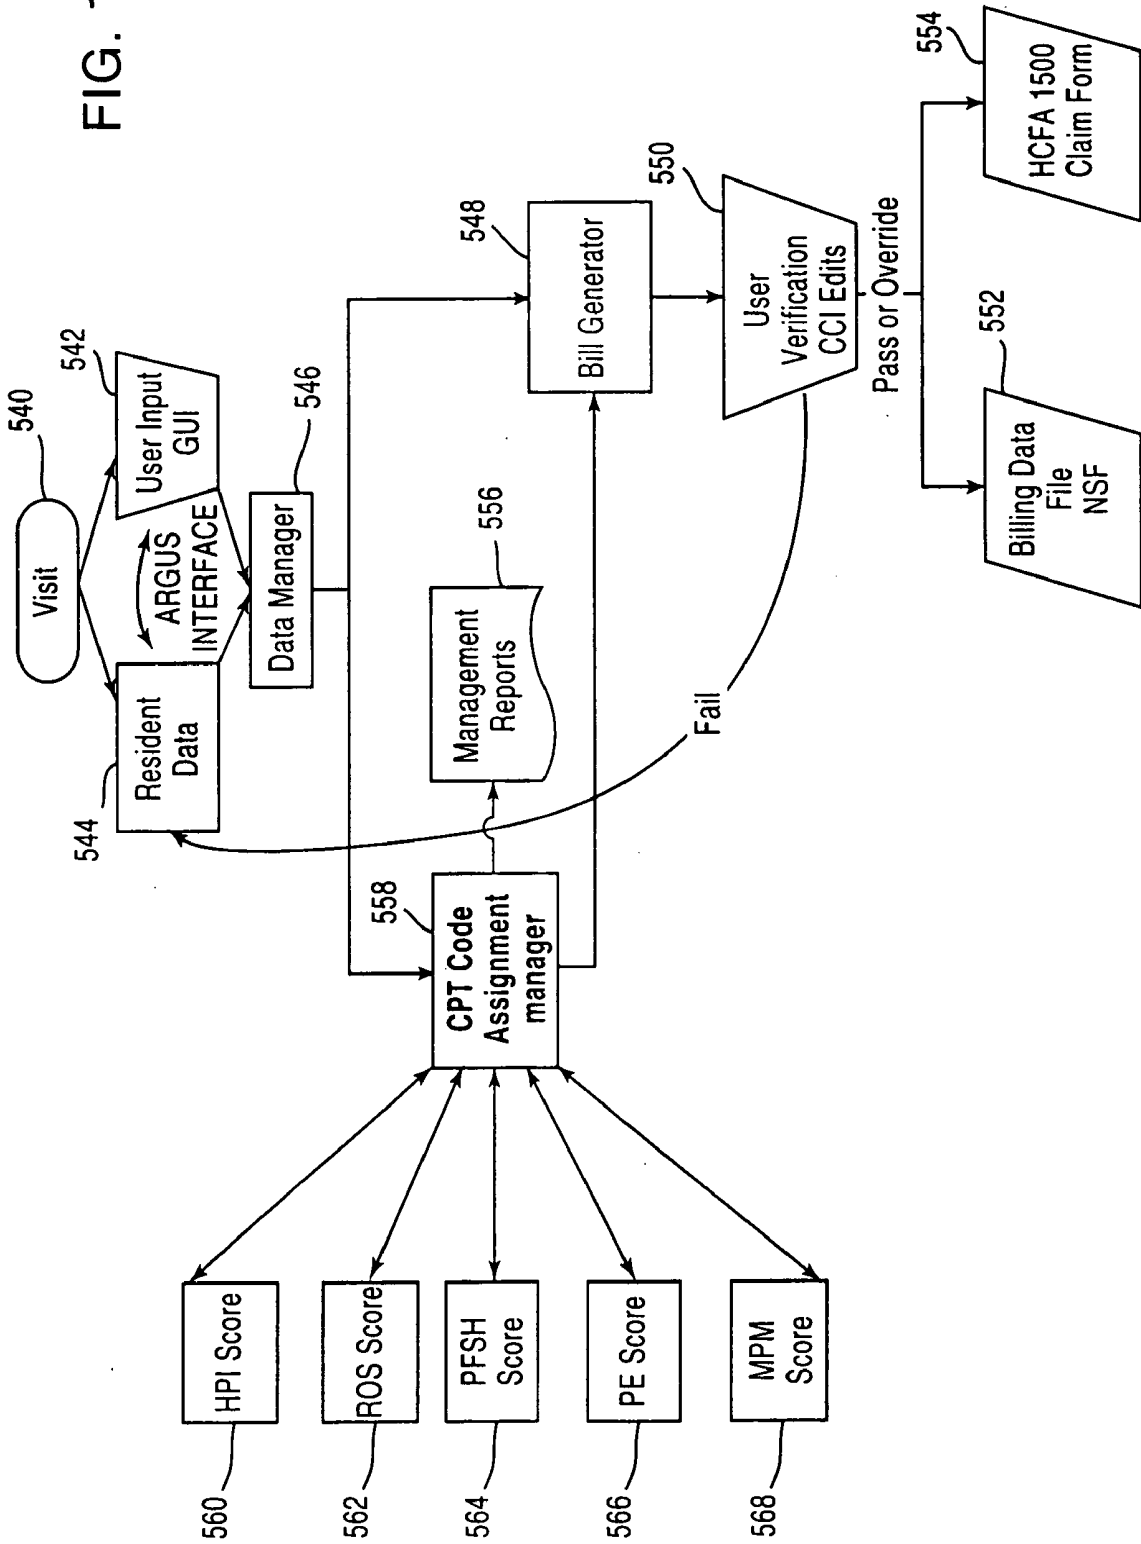 FIG.
540
Visit
542
User Input
GUI
544
Resident
Data
ARGUS
INTERFACE
546
Data Manager
548
Bill Generator
550
User
Verification
CCI Edits
Pass or Override
Fail
552
Billing Data
File
NSF
554
HCFA 1500
Claim Form
556
Management
Reports
558
CPT Code
Assignment
manager
560
HPI Score
562
ROS Score
564
PFSH
Score
566
PE Score
568
MPM
Score